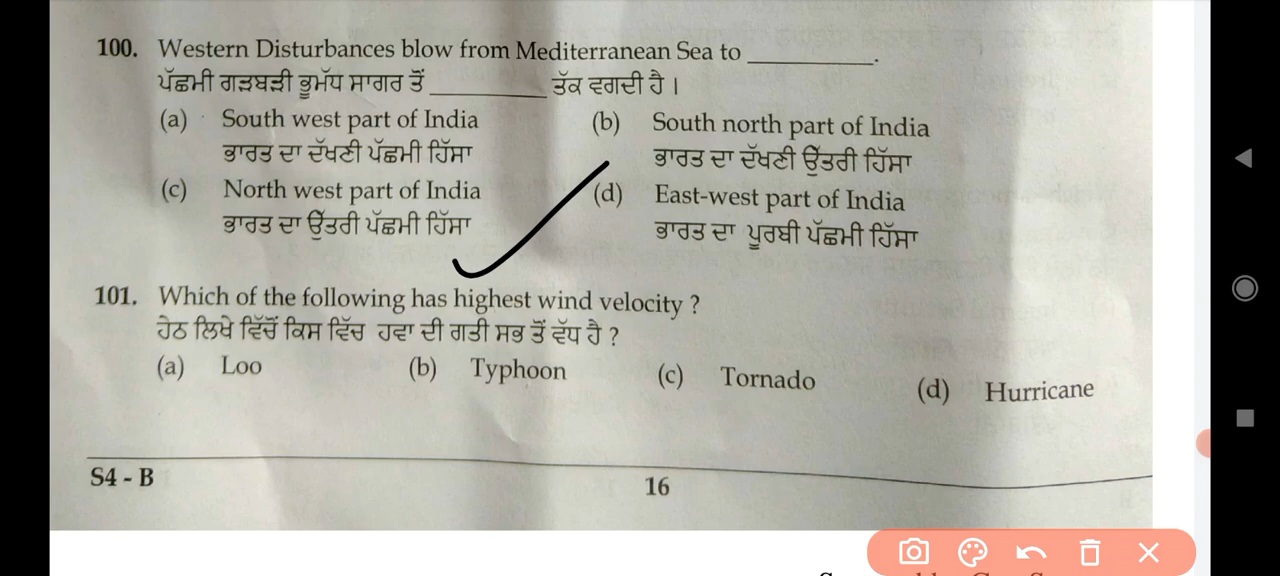 100. Western Disturbances blow from Mediterranean Sea to ____________.
ਪੱਛਮੀ ਗੜਬੜੀ ਭੂਮੱਧ ਸਾਗਰ ਤੋਂ ____________ ਤੱਕ ਵਗਦੀ ਹੈ ।
(a) South west part of India (b) South north part of India
ਭਾਰਤ ਦਾ ਦੱਖਣੀ ਪੱਛਮੀ ਹਿੱਸਾ ਭਾਰਤ ਦਾ ਦੱਖਣੀ ਉੱਤਰੀ ਹਿੱਸਾ
(c) North west part of India (d) East-west part of India
ਭਾਰਤ ਦਾ ਉੱਤਰੀ ਪੱਛਮੀ ਹਿੱਸਾ ਭਾਰਤ ਦਾ ਪੂਰਬੀ ਪੱਛਮੀ ਹਿੱਸਾ
101. Which of the following has highest wind velocity ?
ਹੇਠ ਲਿਖੇ ਵਿੱਚੋਂ ਕਿਸ ਵਿੱਚ ਹਵਾ ਦੀ ਗਤੀ ਸਭ ਤੋਂ ਵੱਧ ਹੈ ?
(a) Loo (b) Typhoon (c) Tornado (d) Hurricane
S4 - B 16